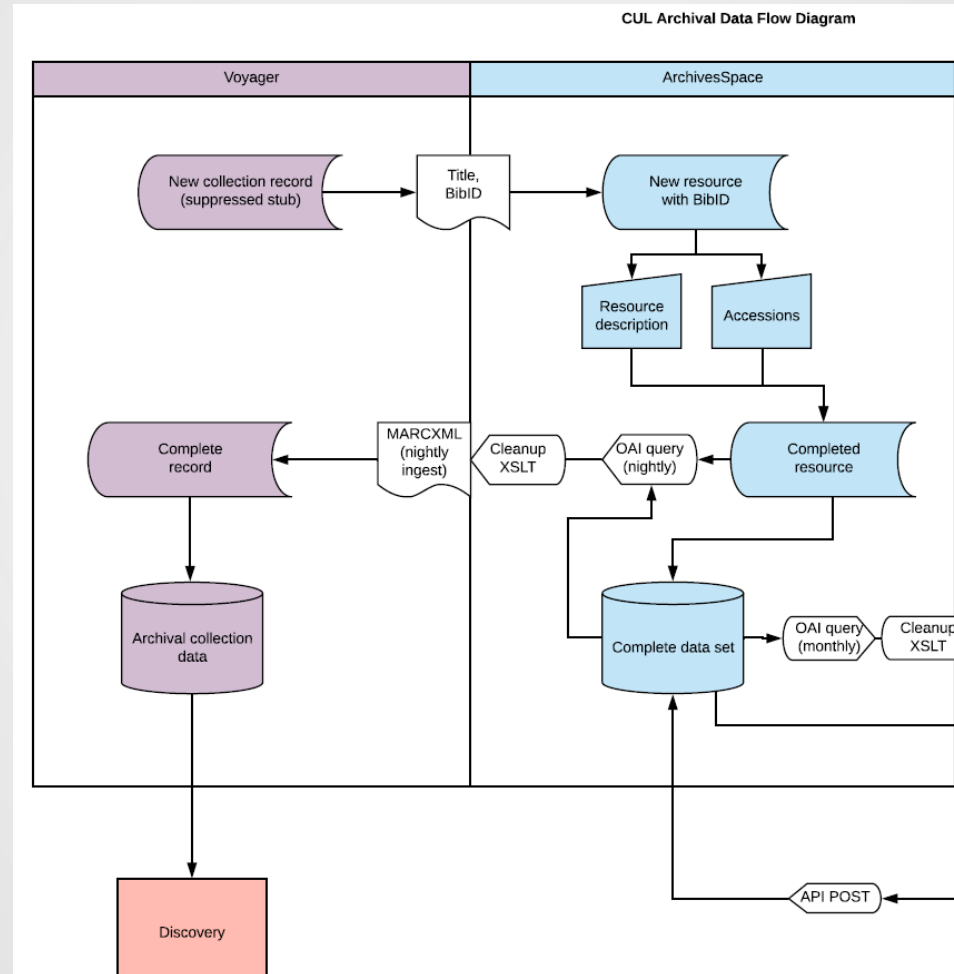 CUL Archival Data Flow Diagram
Voyager
ArchivesSpace
New collection record
(suppressed stub)
Title,
BibID
New resource
with BibID
Resource
description
Accessions
Complete
record
MARCXML
(nightly
ingest)
Cleanup
XSLT
OAI query
(nightly)
Completed
resource
Archival collection
data
Complete data set
OAI query
(monthly)
Cleanup
XSLT
API POST
Discovery